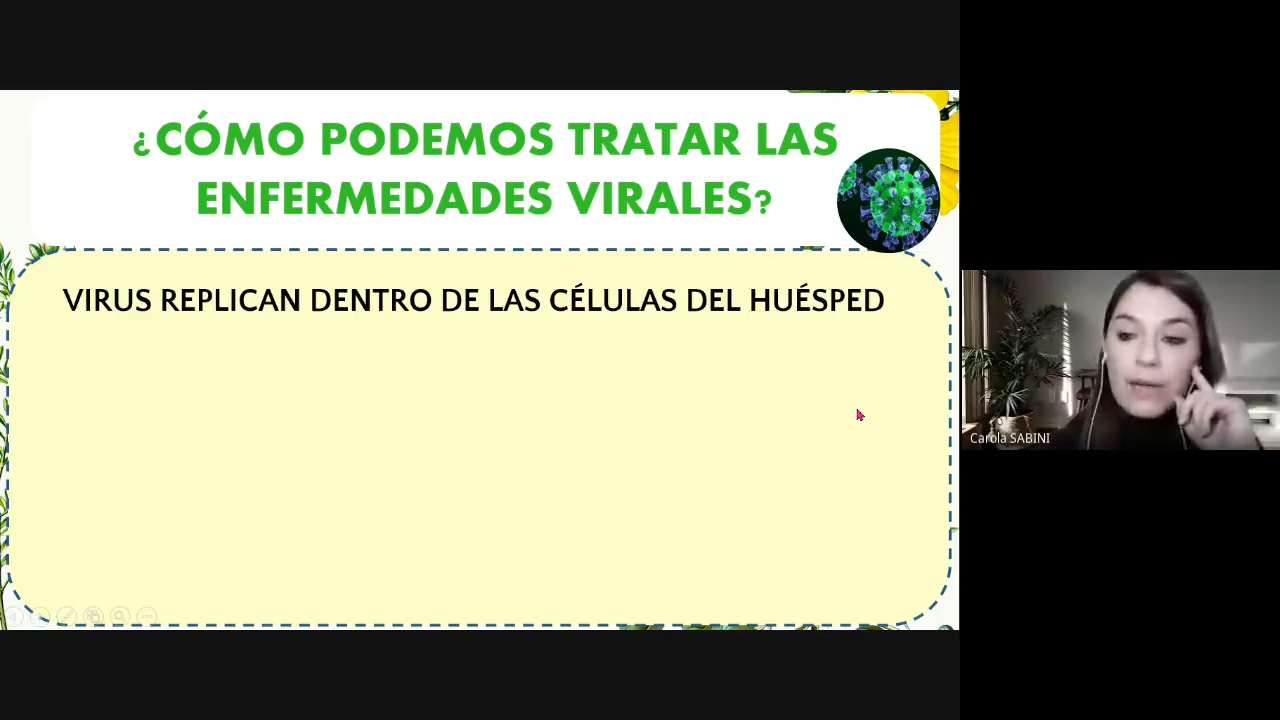 ¿CÓMO PODEMOS TRATAR LAS
ENFERMEDADES VIRALES?
VIRUS REPLICAN DENTRO DE LAS CÉLULAS DEL HUÉSPED
Carola SABINI